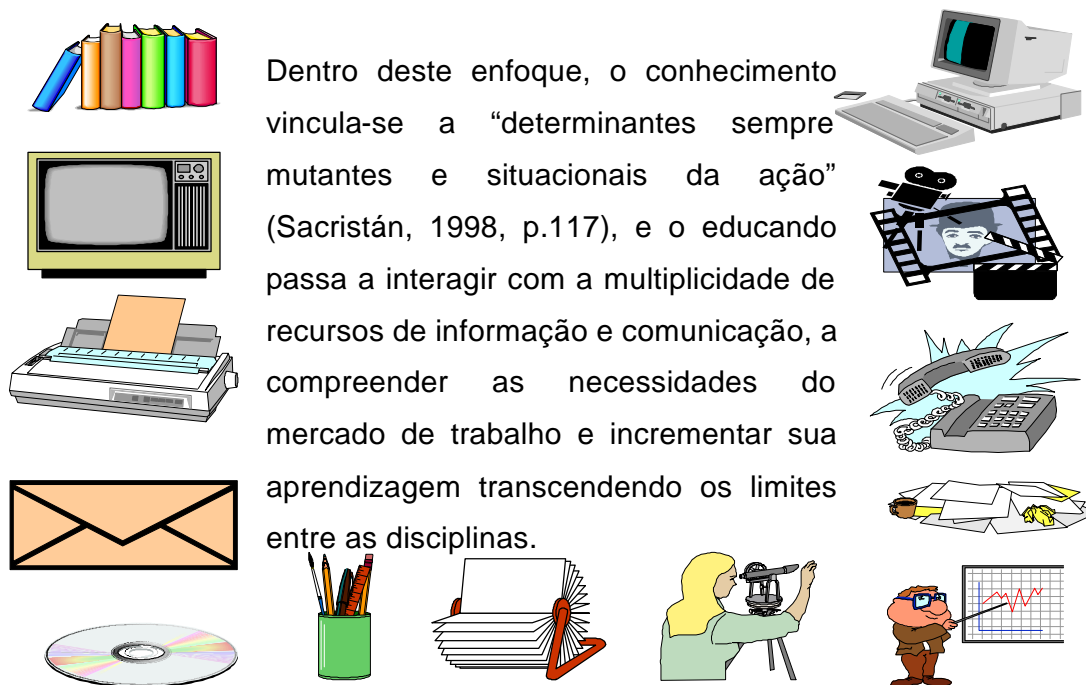 Dentro deste enfoque, o conhecimento
vincula-se a “determinantes sempre
mutantes e situacionais da ação”
(Sacristán, 1998, p.117), e o educando
passa a interagir com a multiplicidade de
recursos de informação e comunicação, a
compreender as necessidades do
mercado de trabalho e incrementar sua
aprendizagem transcendendo os limites
entre as disciplinas.